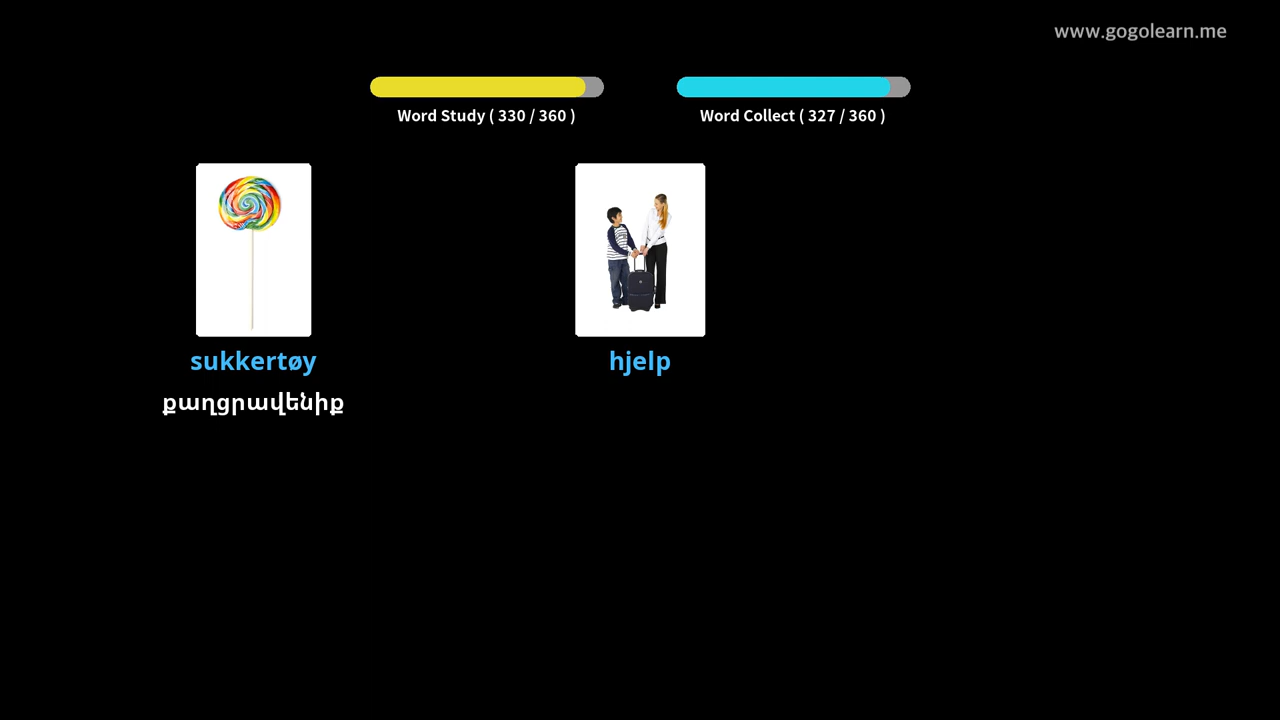 www.gogolearn.me
Word Study ( 330 / 360 )
Word Collect ( 327 / 360 )
sukkertøy
hjelp
քաղցրավենիք